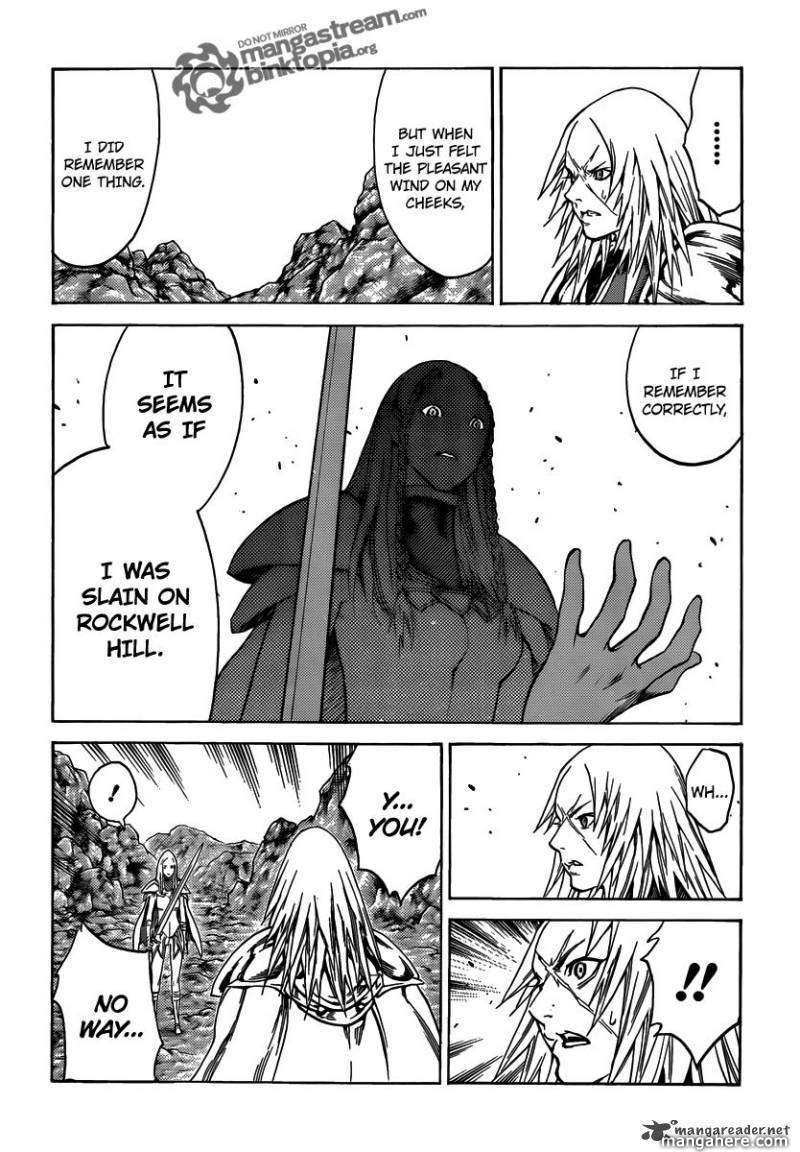 DO NOT MIRROR
mangastream.com
binktopia.org
........
BUT WHEN
I JUST FELT
THE PLEASANT
WIND ON MY
CHEEKS,
I DID
REMEMBER
ONE THING.
IF I
REMEMBER
CORRECTLY,
IT
SEEMS
AS IF
I WAS
SLAIN ON
ROCKWELL
HILL.
WH...
!!
Y...
YOU!
!
NO
WAY...
mangareader.net
www.mangahere.com